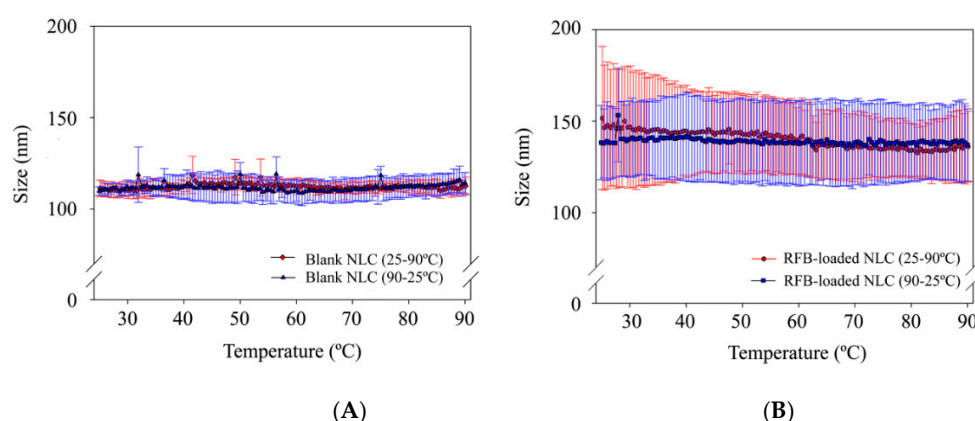 200
150
100
0
Size (nm)
Blank NLC (25-90ºC)
Blank NLC (90-25ºC)
30 40 50 60 70 80 90
Temperature (ºC)
(A)
200
150
100
0
Size (nm)
RFB-loaded NLC (25-90ºC)
RFB-loaded NLC (90-25ºC)
30 40 50 60 70 80 90
Temperature (ºC)
(B)